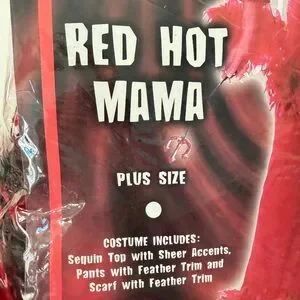 RED HOT
MAMA
PLUS SIZE
COSTUME INCLUDES:
Sequin Top with Sheer Accents,
Pants with Feather Trim and
Scarf with Feather Trim